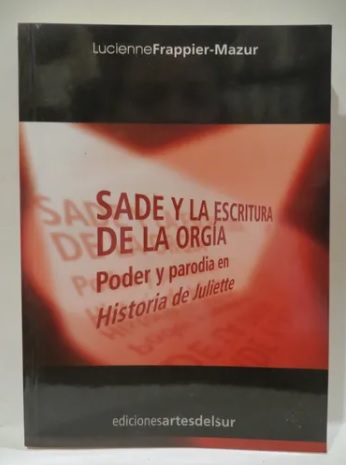 LucienneFrappier-Mazur
SADE Y LA ESCRITURA
DE LA ORGÍA
Poder y parodia en
Historia de Juliette
edicionesartesdelsur